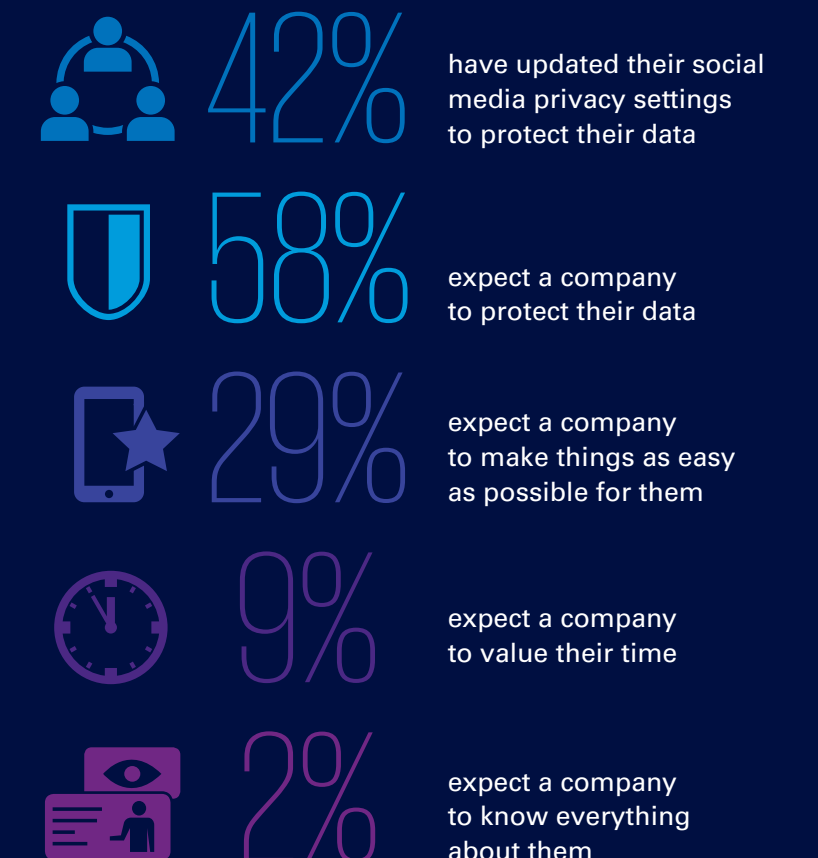 42%
have updated their social
media privacy settings
to protect their data
58%
expect a company
to protect their data
29%
expect a company
to make things as easy
as possible for them
9%
expect a company
to value their time
2%
expect a company
to know everything
about them